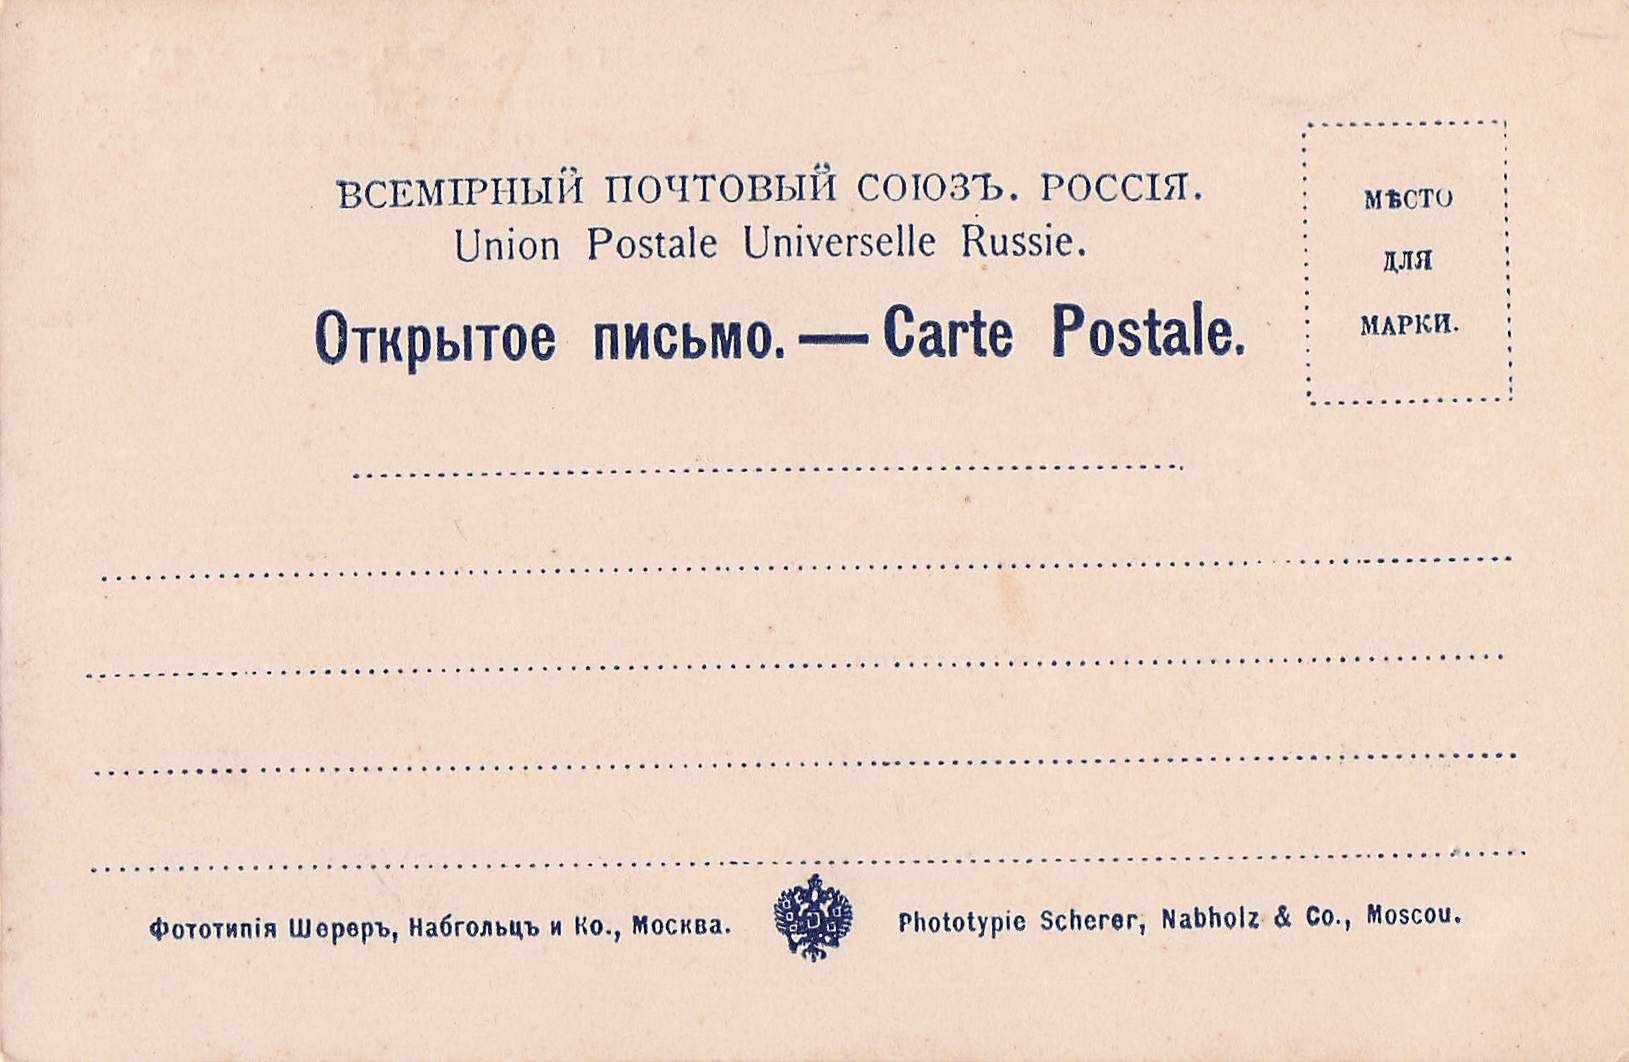 ВСЕМІРНЫЙ ПОЧТОВЫЙ СОЮЗЪ. РОССІЯ.
Union Postale Universelle Russie.
Открытое письмо. — Carte Postale.
МѢСТО
ДЛЯ
МАРКИ.
Фототипія Шереръ, Набгольцъ и Ко., Москва.
Phototypie Scherer, Nabholz & Co., Moscou.